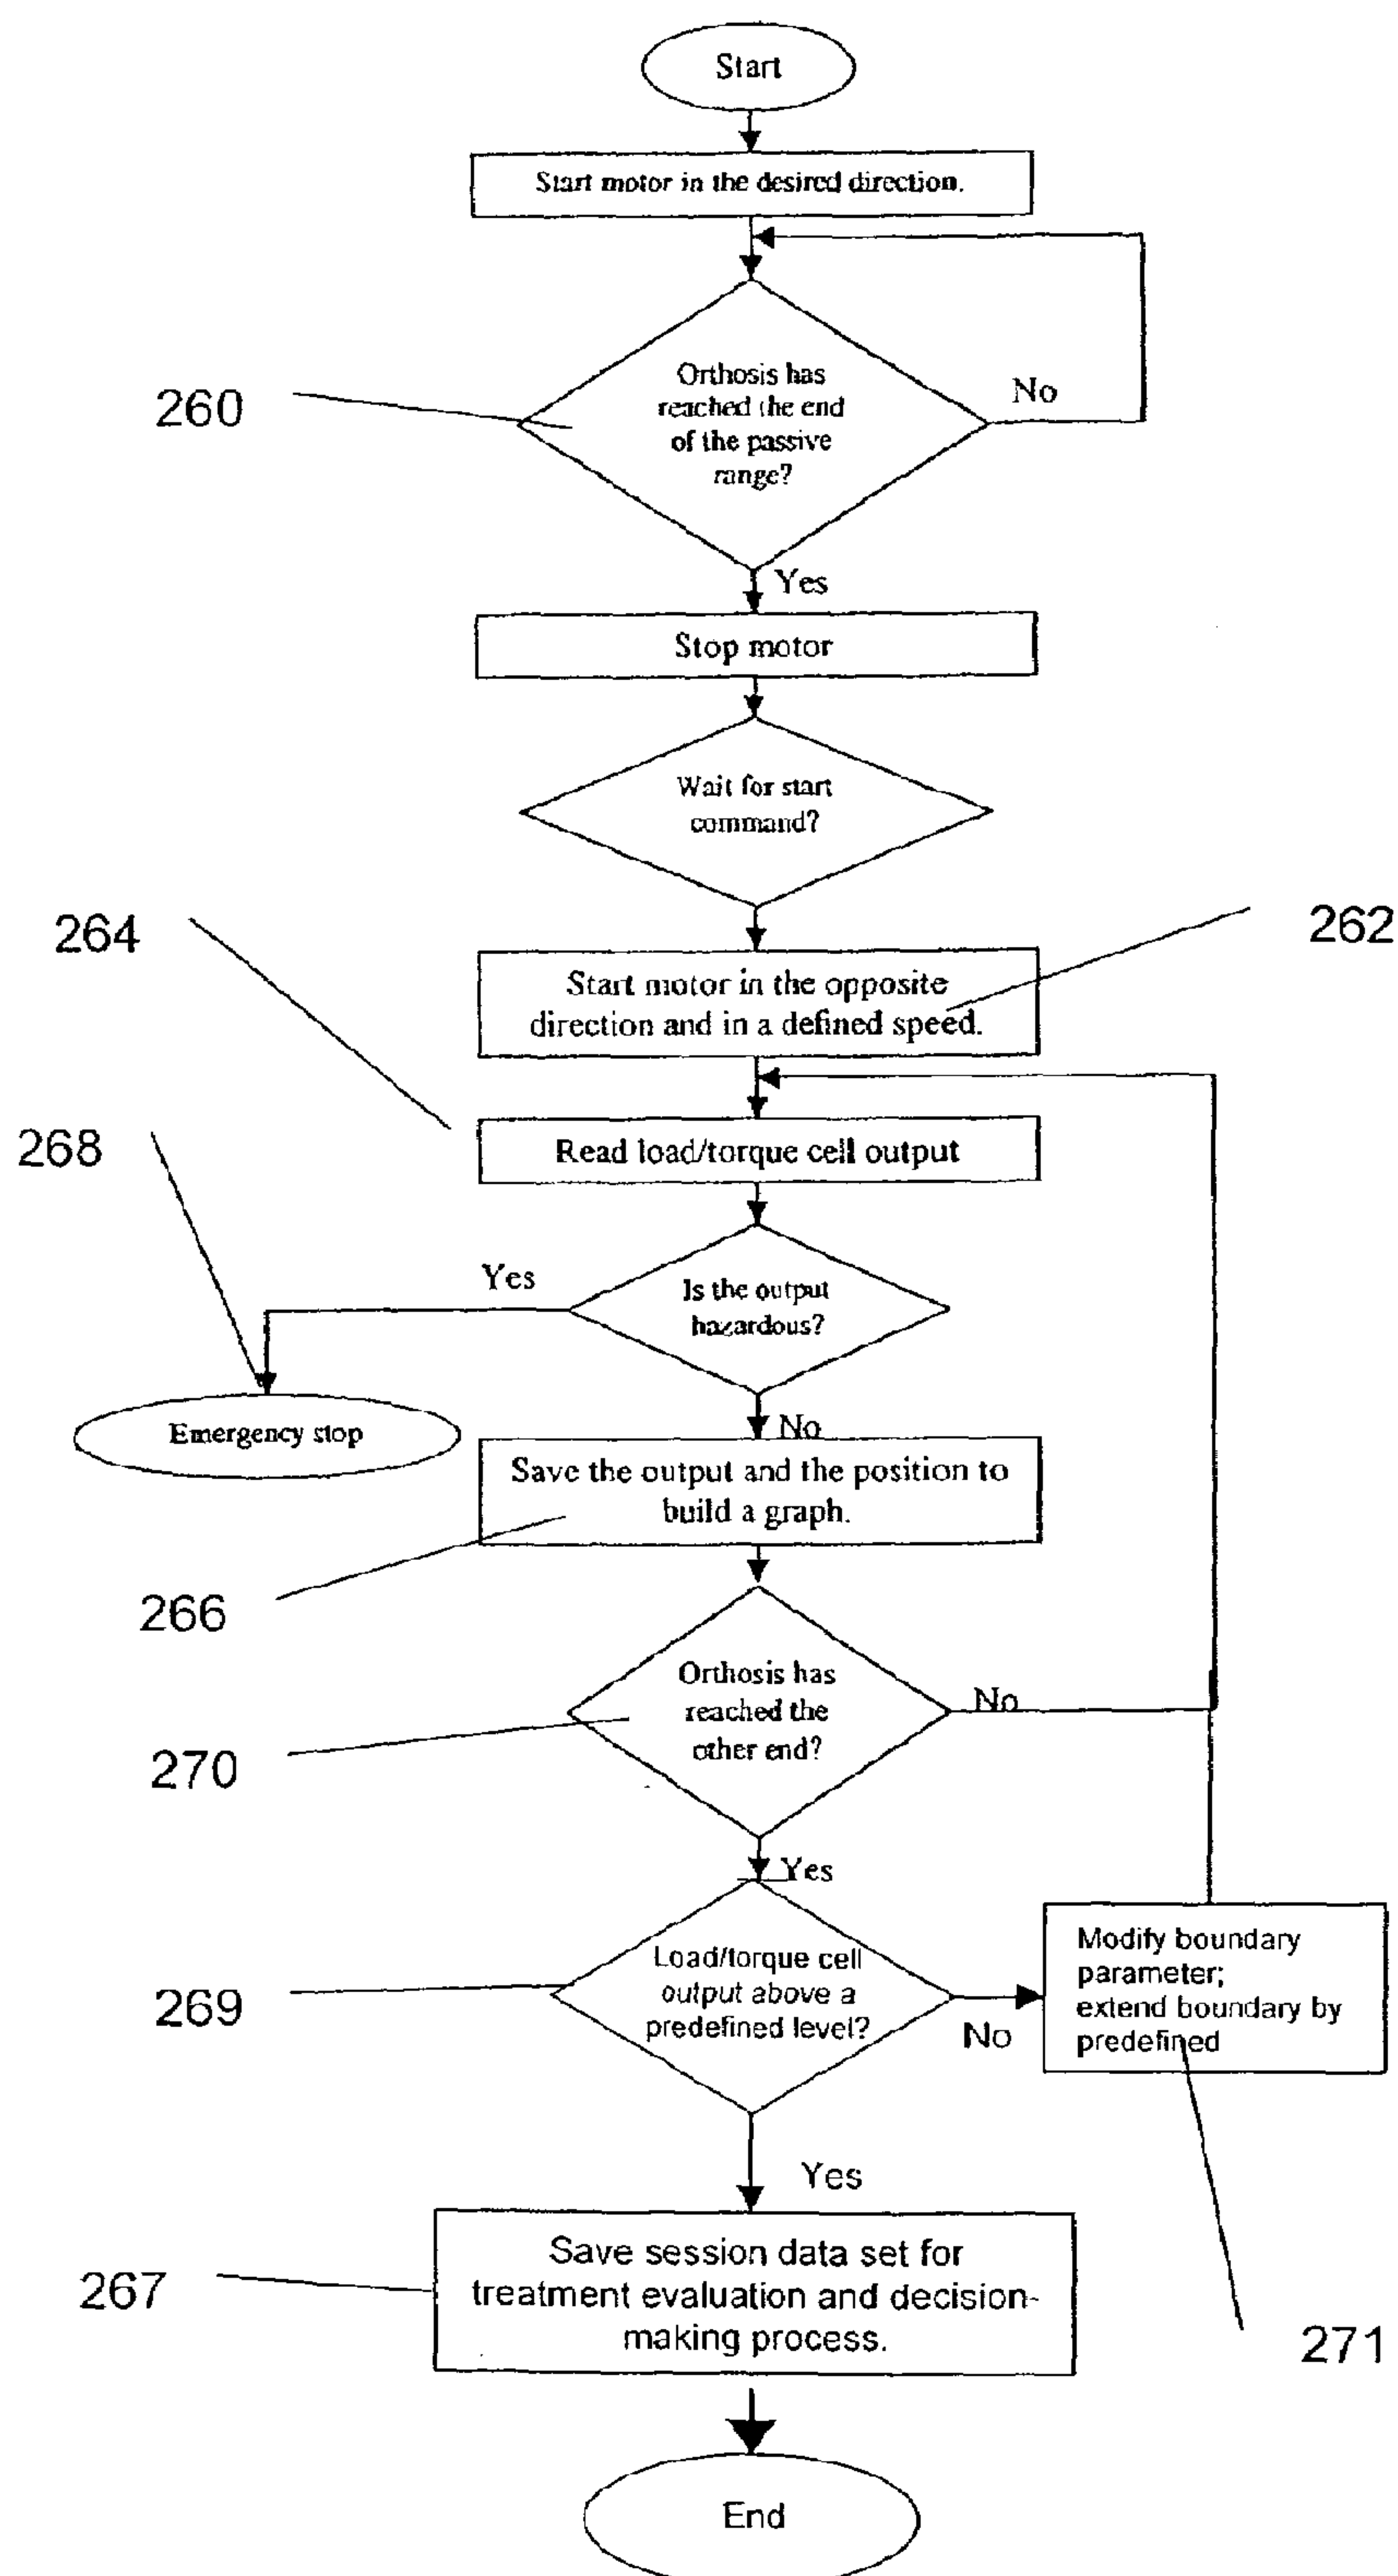 Start
Start motor in the desired direction.
260
Orthosis has
reached the end
of the passive
range?
No
Yes
Stop motor
Wait for start
command?
264
262
Start motor in the opposite
direction and in a defined speed.
268
Read load/torque cell output
Yes
Is the output
hazardous?
Emergency stop
No
Save the output and the position to
build a graph.
266
Orthosis has
reached the
other end?
No
270
Yes
Load/torque cell
output above a
predefined level?
No
269
Modify boundary
parameter;
extend boundary by
predefined
Yes
267
Save session data set for
treatment evaluation and decision-
making process.
271
End